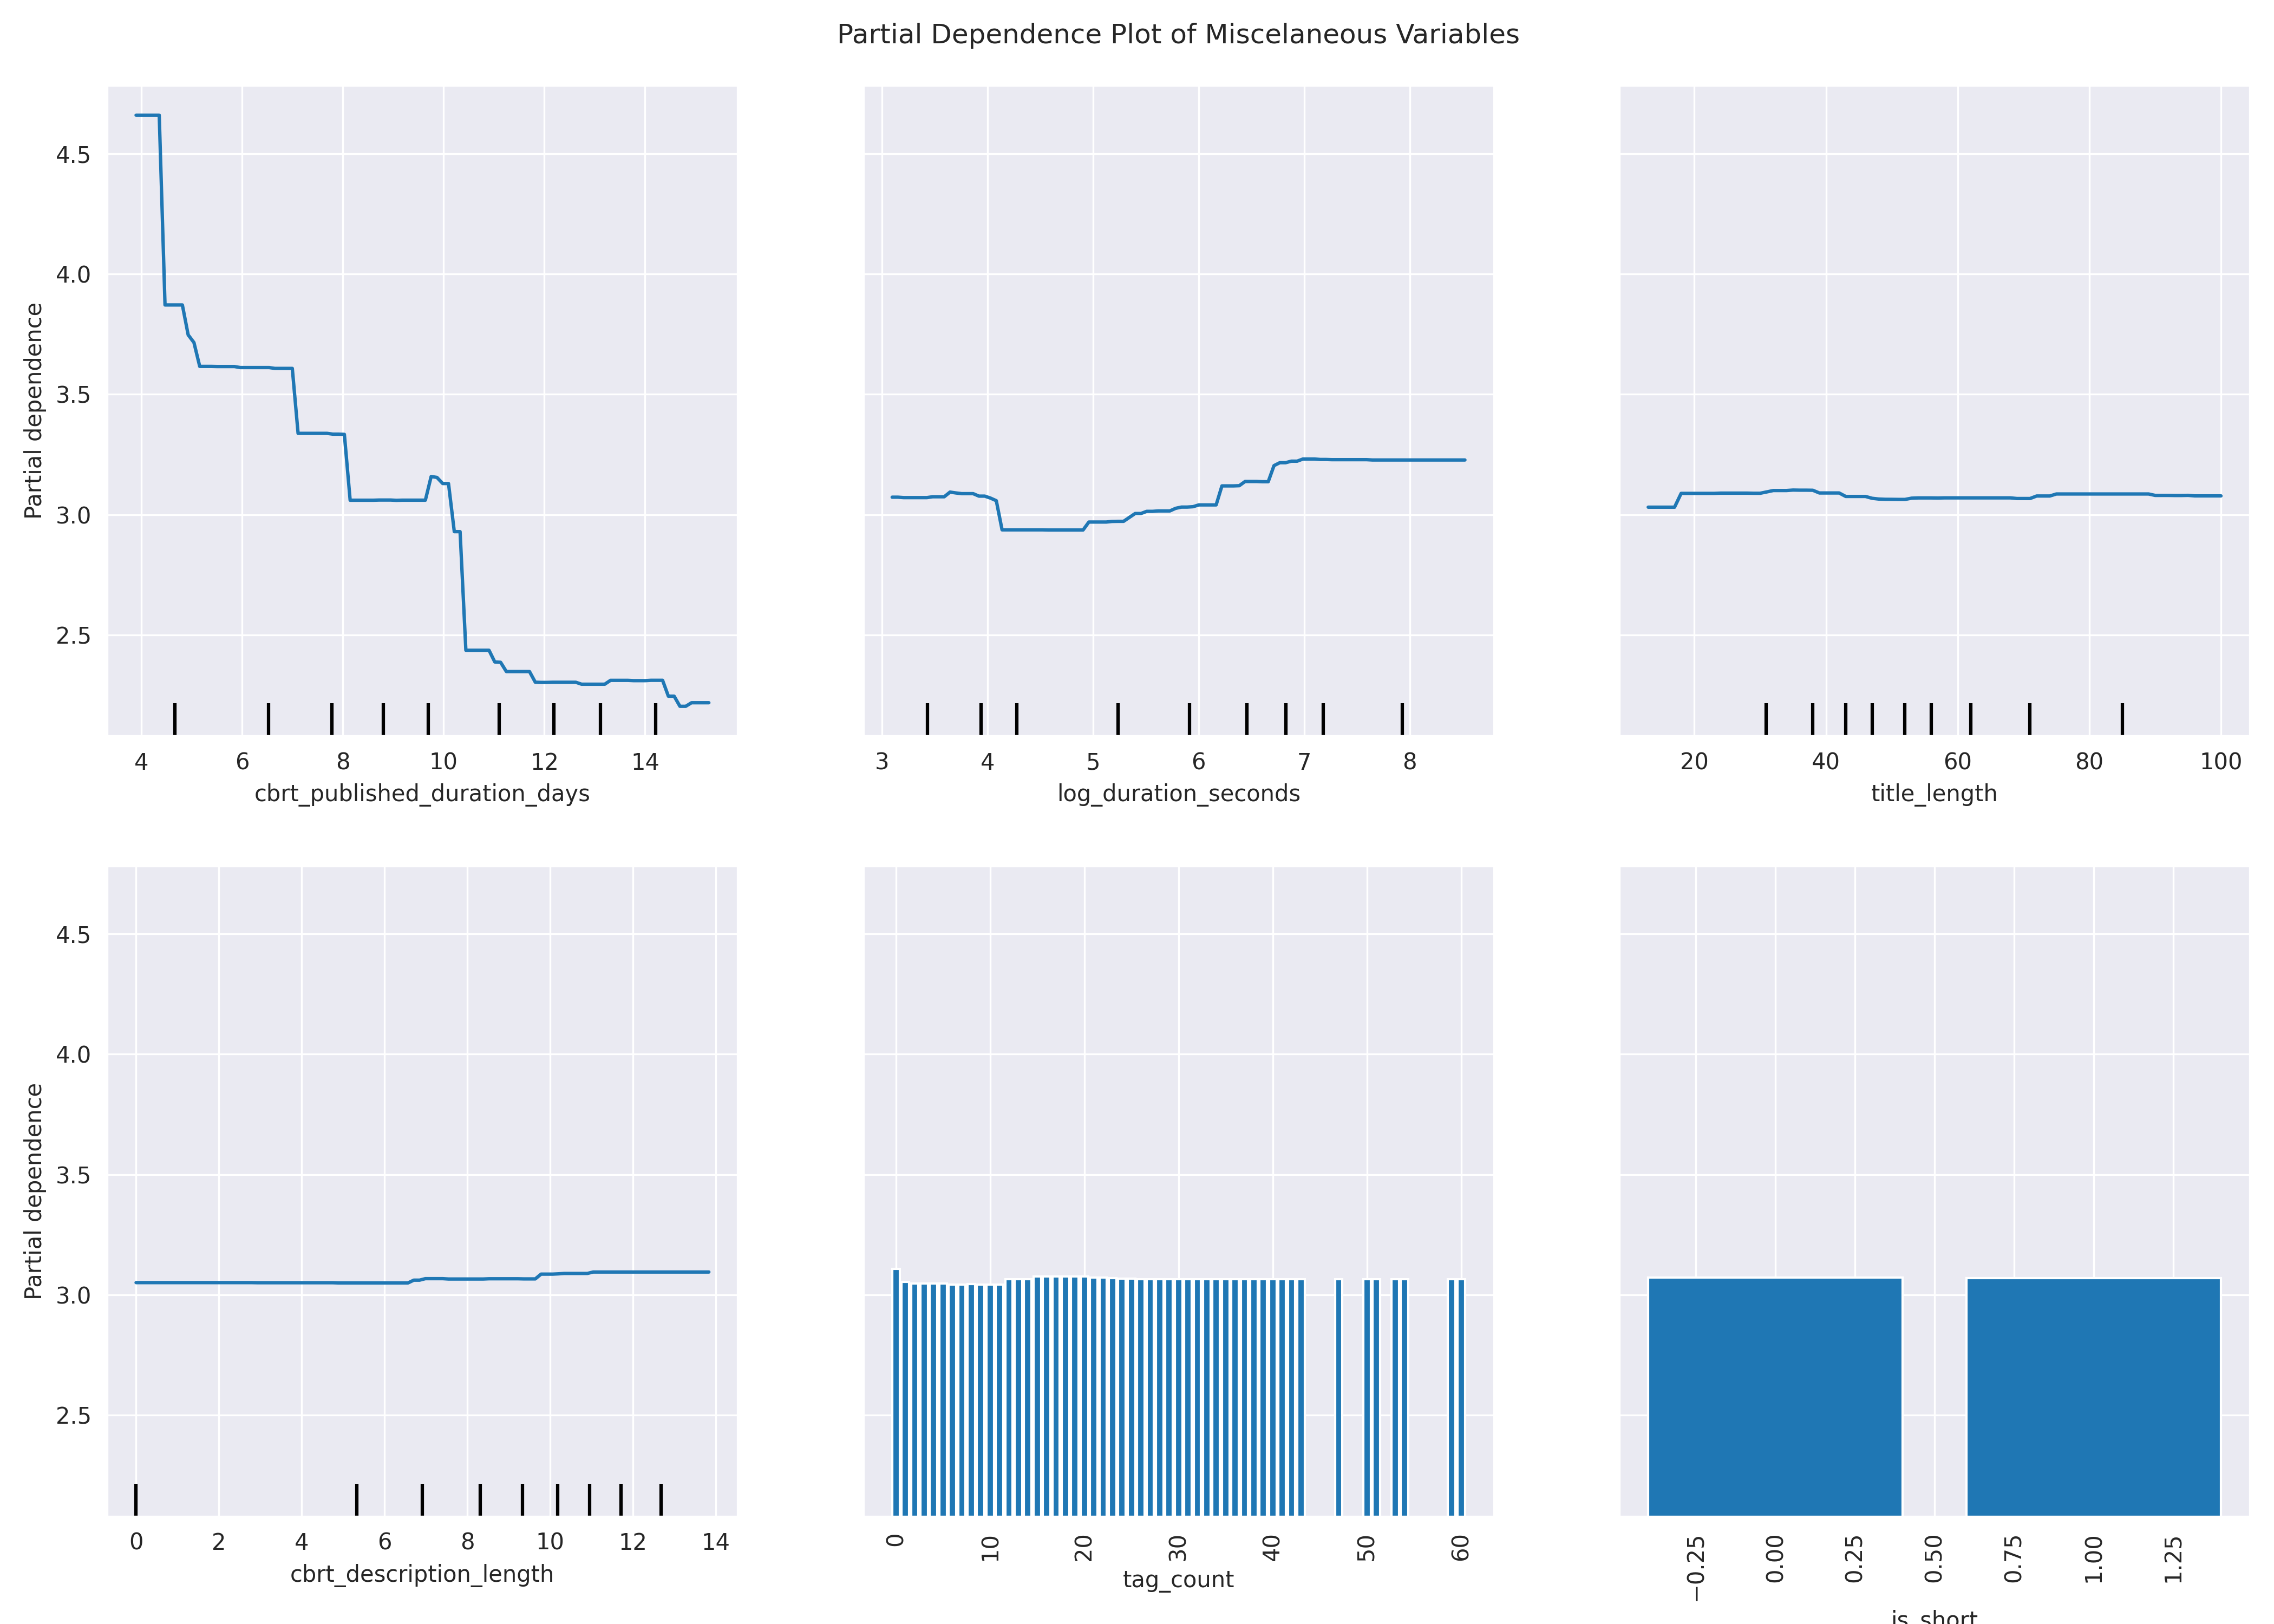 Partial Dependence Plot of Miscelaneous Variables
Partial dependence
4.5
4.0
3.5
3.0
2.5
4 6 8 10 12 14
cbrt_published_duration_days
3 4 5 6 7 8
log_duration_seconds
20 40 60 80 100
title_length
Partial dependence
4.5
4.0
3.5
3.0
2.5
0 2 4 6 8 10 12 14
cbrt_description_length
0 10 20 30 40 50 60
tag_count
−0.25 0.00 0.25 0.50 0.75 1.00 1.25
is_short